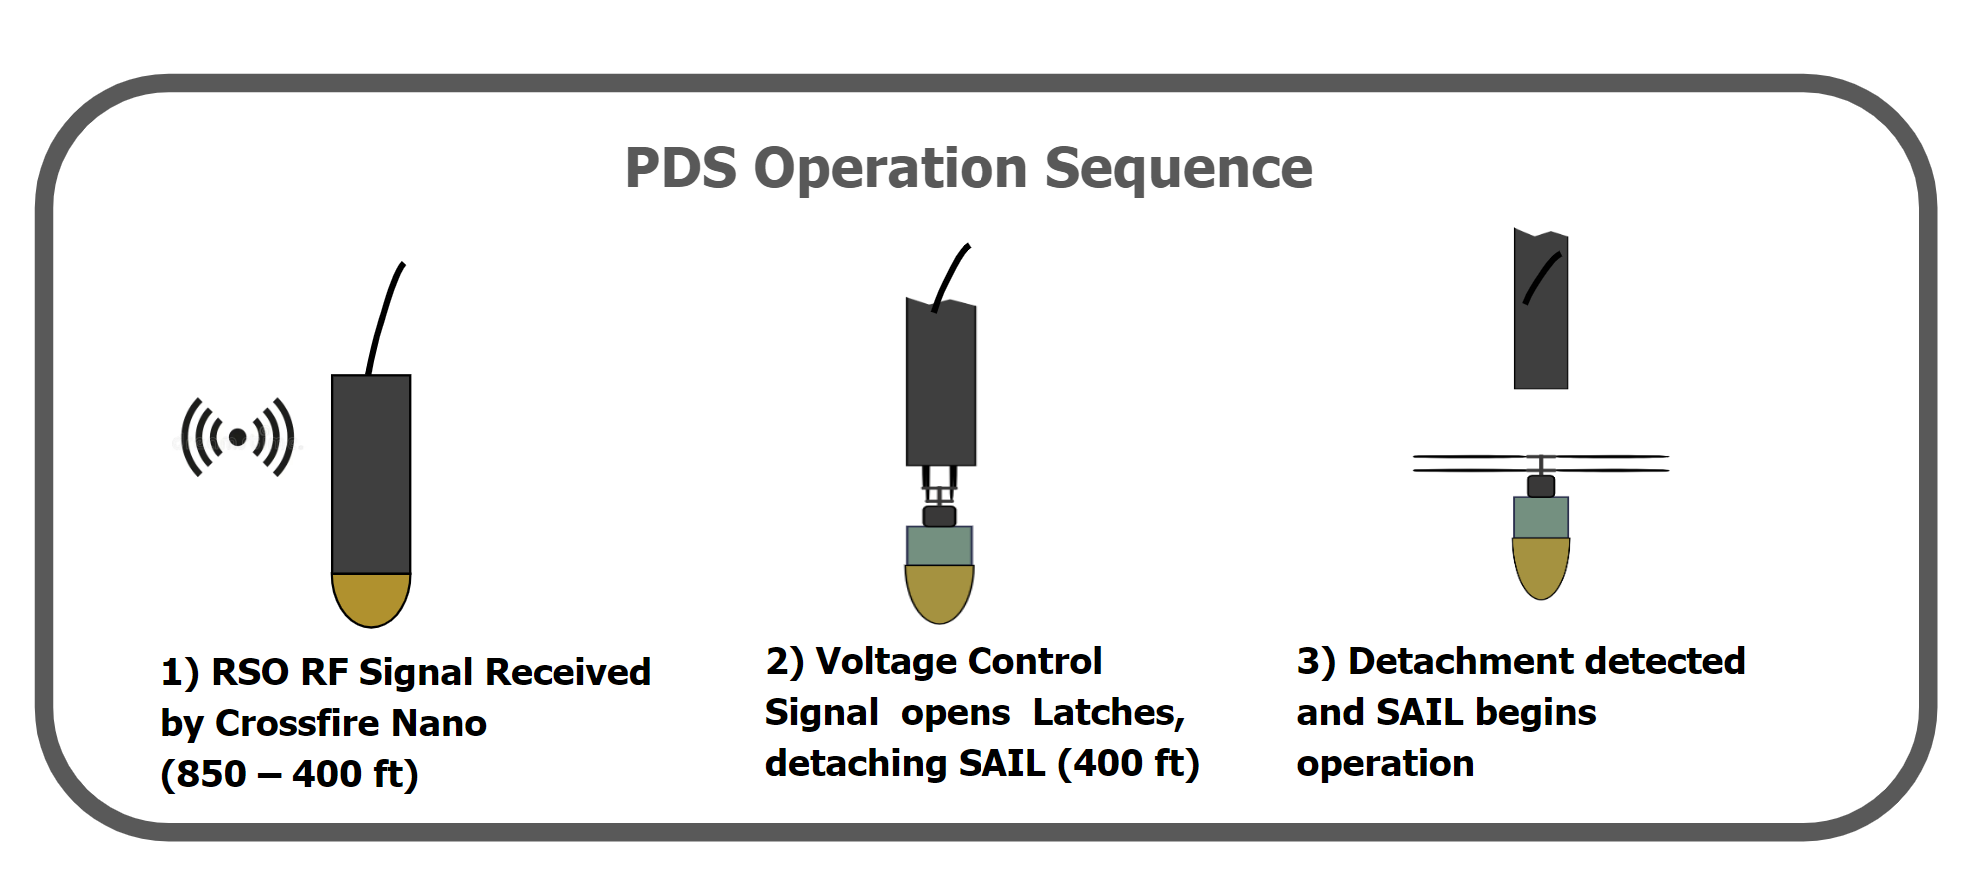 PDS Operation Sequence
1) RSO RF Signal Received
by Crossfire Nano
(850 – 400 ft)
2) Voltage Control
Signal opens Latches,
detaching SAIL (400 ft)
3) Detachment detected
and SAIL begins
operation